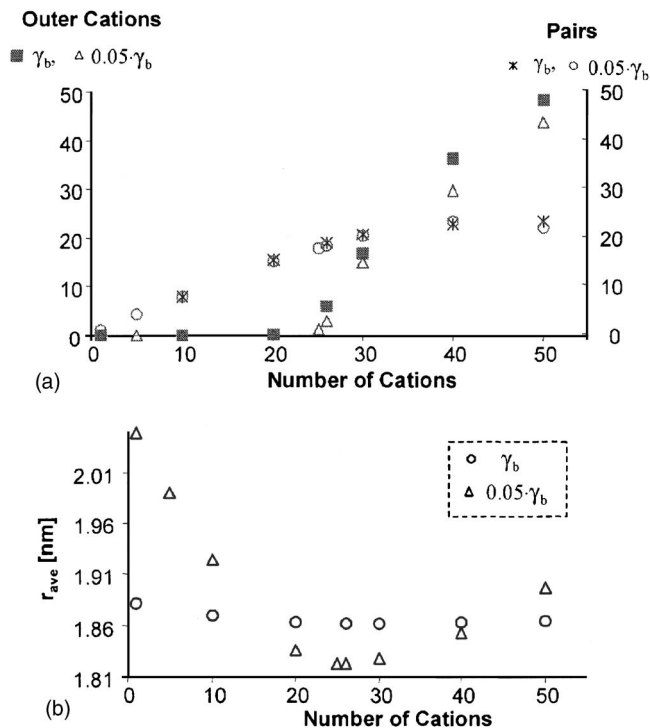 Outer Cations
■ γb, △ 0.05·γb
Pairs
γb, ○ 0.05·γb
50
40
30
20
10
0
50
40
30
20
10
0
0 10 20 30 40 50
Number of Cations
(a)
r_ave [nm]
2.01
1.96
1.91
1.86
1.81
○ γb
△ 0.05·γb
0 10 20 30 40 50
Number of Cations
(b)